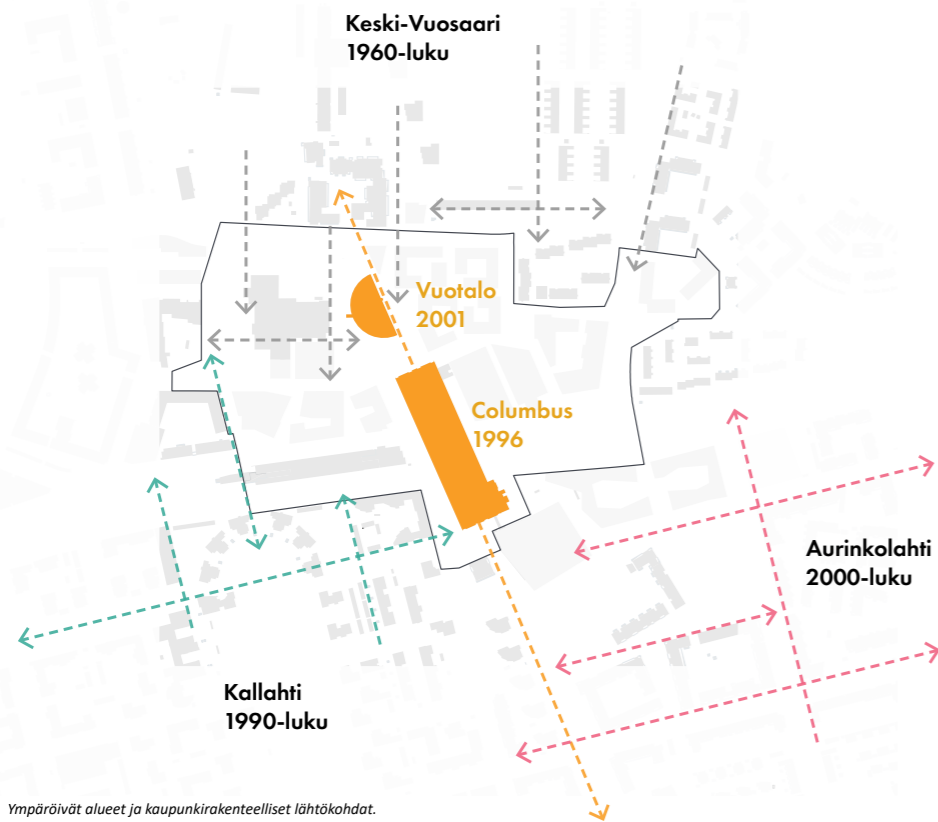 Keski-Vuosaari
1960-luku
Vuotalo
2001
Columbus
1996
Aurinkolahti
2000-luku
Kallahti
1990-luku
Ympäröivät alueet ja kaupunkirakenteelliset lähtökohdat.